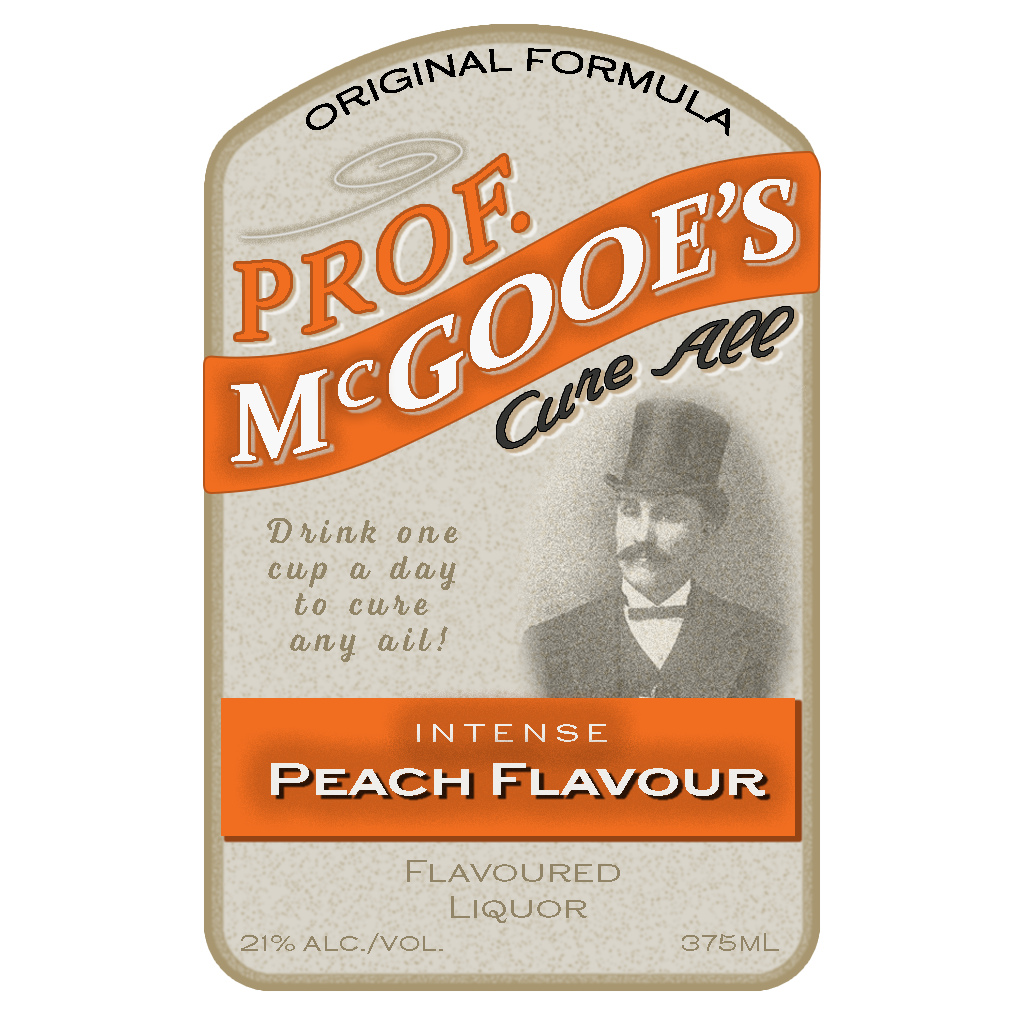 ORIGINAL FORMULA
PROF.
McGOOE'S
Cure All
Drink one
cup a day
to cure
any ail!
INTENSE
PEACH FLAVOUR
FLAVOURED
LIQUOR
21% ALC./VOL.
375ML